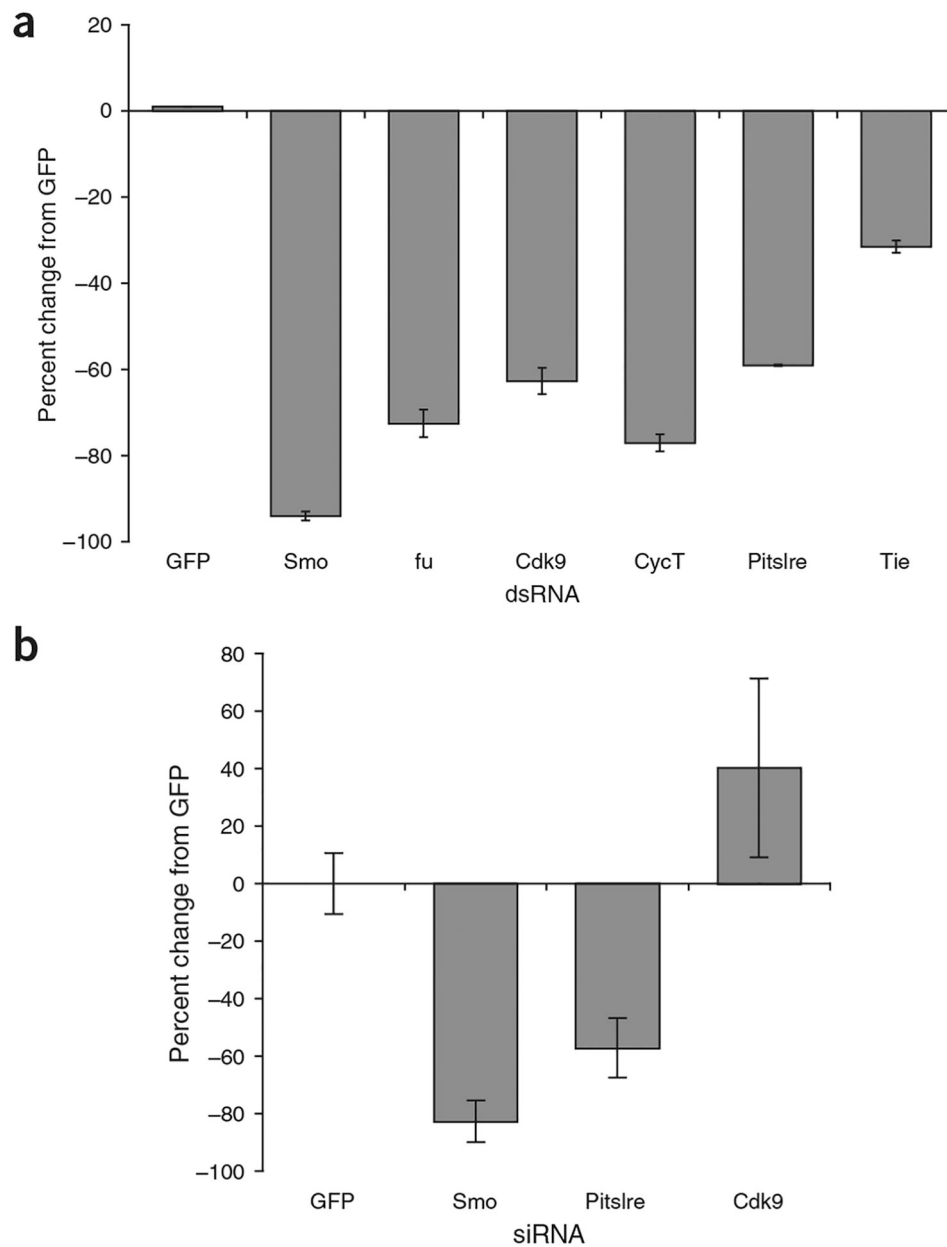 a
20
0
−20
−40
−60
−80
−100
Percent change from GFP
GFP Smo fu Cdk9 CycT Pitslre Tie
dsRNA
b
80
60
40
20
0
−20
−40
−60
−80
−100
Percent change from GFP
GFP Smo Pitslre Cdk9
siRNA